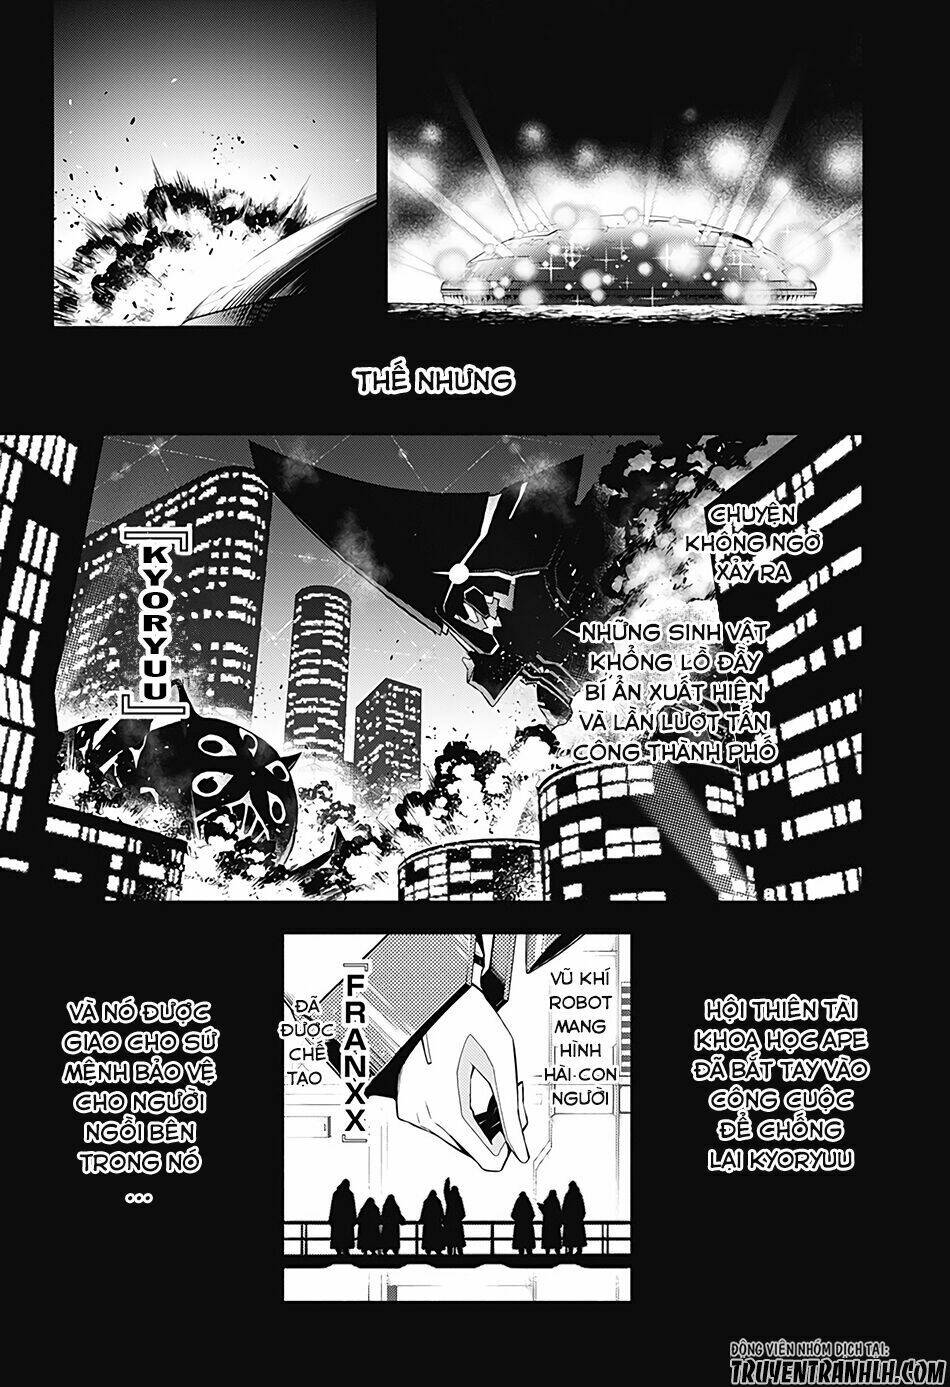 THẾ NHƯNG
CHUYỆN
KHÔNG NGỜ
XẢY RA
NHỮNG SINH VẬT
KHỔNG LỒ ĐẦY
BÍ ẨN XUẤT HIỆN
VÀ LẦN LƯỢT TẤN
CÔNG THÀNH PHỐ
『KYORYUU』
HỘI THIÊN TÀI
KHOA HỌC APE
ĐÃ BẮT TAY VÀO
CÔNG CUỘC
ĐỂ CHỐNG
LẠI KYORYUU
VŨ KHÍ
ROBOT
MANG
HÌNH
HÀI CON
NGƯỜI
『FRANXX』
ĐÃ
ĐƯỢC
CHẾ
TẠO
VÀ NÓ ĐƯỢC
GIAO CHO SỨ
MỆNH BẢO VỆ
CHO NGƯỜI
NGỒI BÊN
TRONG NÓ
...
ĐỘNG VIÊN NHÓM DỊCH TẠI:
TRUYENTRANHLH.COM